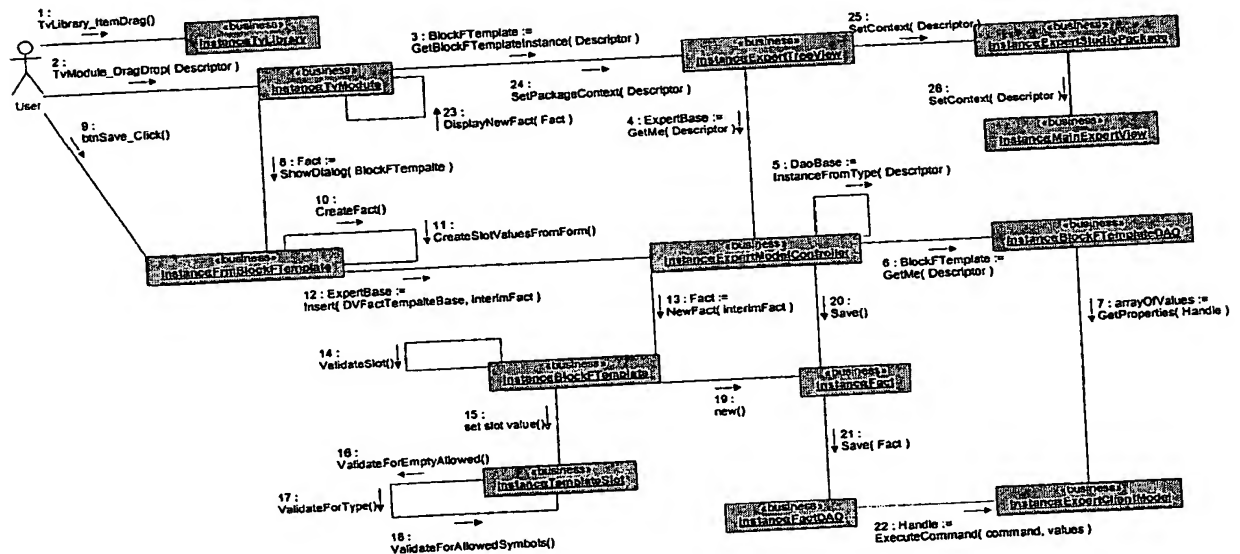 1 :
TvLibrary_ItemDrag()
«business»
InstanceTvLibrary
2 :
TvModule_DragDrop( Descriptor )
User
«business»
InstanceTvModule
3 : BlockFTemplate :=
GetBlockFTemplateInstance( Descriptor )
24 :
SetPackageContext( Descriptor )
23 :
DisplayNewFact( Fact )
«business»
InstanceExpertTreeView
25 :
SetContext( Descriptor )
«business»
InstanceExpertStudioPackage
26 :
SetContext( Descriptor )
«business»
InstanceMainExpertView
9 :
btnSave_Click()
8 : Fact :=
ShowDialog( BlockFTempalte )
4 : ExpertBase :=
GetMe( Descriptor )
5 : DaoBase :=
InstanceFromType( Descriptor )
10 :
CreateFact()
11 :
CreateSlotValuesFromForm()
«business»
InstanceFrmBlockFTemplate
«business»
InstanceExpertModelController
«business»
InstanceBlockFTemplateDAO
6 : BlockFTemplate :=
GetMe( Descriptor )
12 : ExpertBase :=
Insert( DVFactTempalteBase, interimFact )
13 : Fact :=
NewFact( interimFact )
20 :
Save()
7 : arrayOfValues :=
GetProperties( Handle )
14 :
ValidateSlot()
«business»
InstanceBlockFTemplate
19 :
new()
«business»
InstanceFact
15 :
set slot value()
16 :
ValidateForEmptyAllowed()
21 :
Save( Fact )
«business»
InstanceTemplateSlot
17 :
ValidateForType()
18 :
ValidateForAllowedSymbols()
«business»
InstanceFactDAO
22 : Handle :=
ExecuteCommand( command, values )
«business»
InstanceExpertClientModel